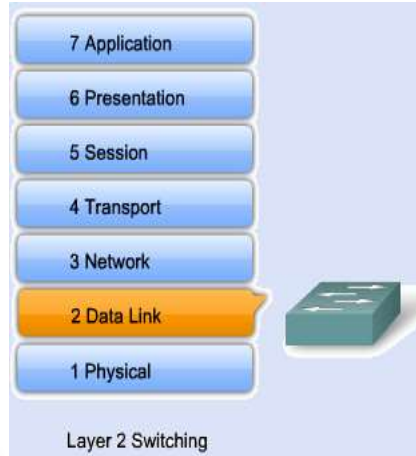 7 Application
6 Presentation
5 Session
4 Transport
3 Network
2 Data Link
1 Physical
Layer 2 Switching